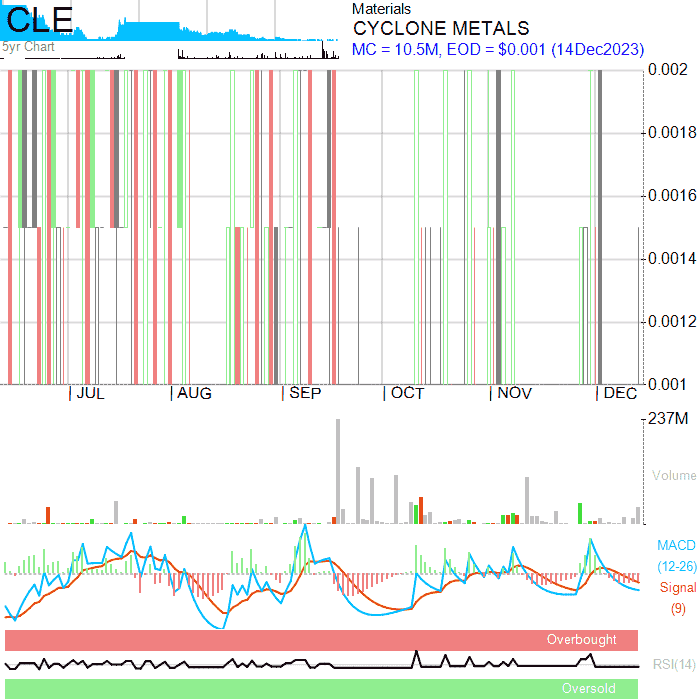 CLE
5yr Chart
Materials
CYCLONE METALS
MC = 10.5M, EOD = $0.001 (14Dec2023)
0.002
0.0018
0.0016
0.0014
0.0012
0.001
JUL AUG SEP OCT NOV DEC
237M
Volume
MACD
(12-26)
Signal
(9)
Overbought
RSI(14)
Oversold